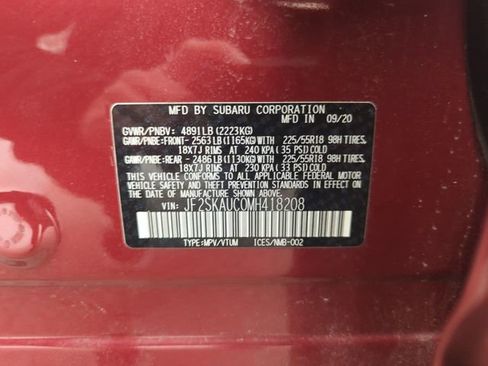 MFD BY SUBARU CORPORATION
MFD IN 09/20
GVWR/PNBV: 4891LB(2223KG)
GAWR/PNBE:FRONT- 2563LB(1165KG)WITH 225/55R18 98H TIRES,
18X7J RIMS AT 240 KPA(35 PSI)COLD
GAWR/PNBE:REAR - 2486LB(1130KG)WITH 225/55R18 98H TIRES,
18X7J RIMS AT 230 KPA(33 PSI)COLD
THIS VEHICLE CONFORMS TO ALL APPLICABLE FEDERAL MOTOR
VEHICLE SAFETY, BUMPER, AND THEFT PREVENTION STANDARDS
IN EFFECT ON THE DATE OF MANUFACTURE SHOWN ABOVE.
VIN: JF2SKAUC0MH418208
TYPE:MPV/VTUM ICES/NMB-002